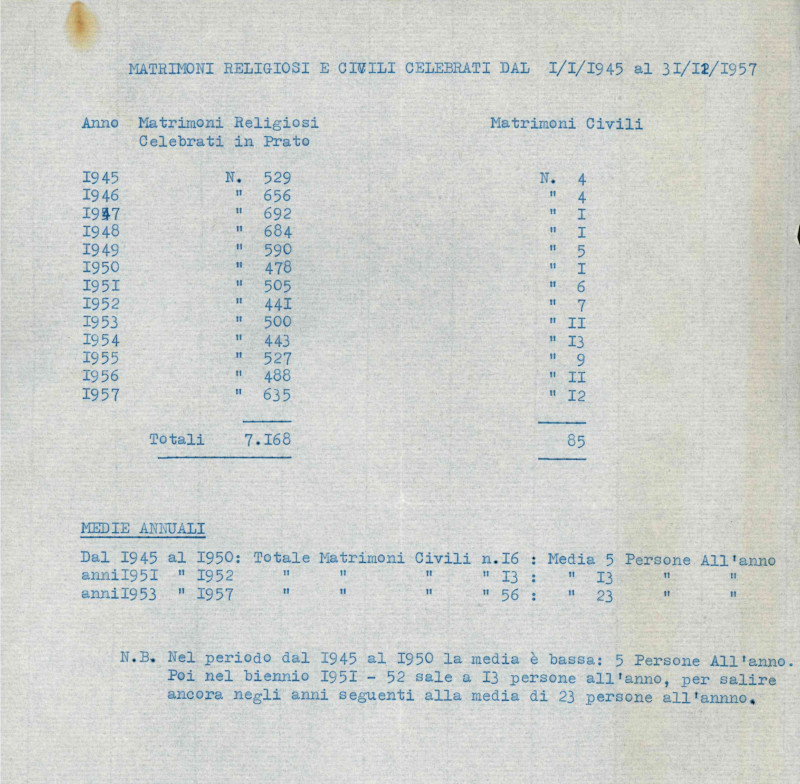 MATRIMONI RELIGIOSI E CIVILI CELEBRATI DAL I/I/I945 al 3I/I2/I957
Anno Matrimoni Religiosi Matrimoni Civili
Celebrati in Prato
I945 N. 529 N. 4
I946 " 656 " 4
I947 " 692 " I
I948 " 684 " I
I949 " 590 " 5
I950 " 478 " I
I95I " 505 " 6
I952 " 44I " 7
I953 " 500 " II
I954 " 443 " I3
I955 " 527 " 9
I956 " 488 " II
I957 " 635 " I2
Totali 7.I68 85
MEDIE ANNUALI
Dal I945 al I950: Totale Matrimoni Civili n.I6 : Media 5 Persone All'anno
anniI95I " I952 " " " " I3 : " I3 " "
anniI953 " I957 " " " " 56 : " 23 " "
N.B. Nel periodo dal I945 al I950 la media è bassa: 5 Persone All'anno.
Poi nel biennio I95I - 52 sale a I3 persone all'anno, per salire
ancora negli anni seguenti alla media di 23 persone all'annno.